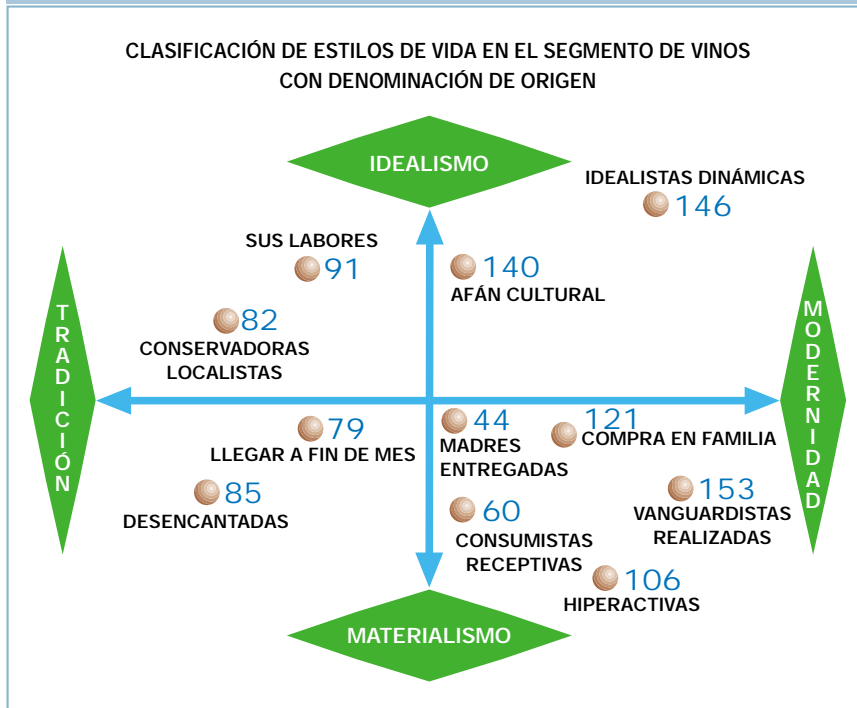 CLASIFICACIÓN DE ESTILOS DE VIDA EN EL SEGMENTO DE VINOS
CON DENOMINACIÓN DE ORIGEN
IDEALISMO
IDEALISTAS DINÁMICAS
146
SUS LABORES
91
140
AFÁN CULTURAL
TRADICIÓN
MODERNIDAD
82
CONSERVADORAS
LOCALISTAS
79
LLEGAR A FIN DE MES
44
MADRES
ENTREGADAS
121
COMPRA EN FAMILIA
85
DESENCANTADAS
60
CONSUMISTAS
RECEPTIVAS
153
VANGUARDISTAS
REALIZADAS
106
HIPERACTIVAS
MATERIALISMO